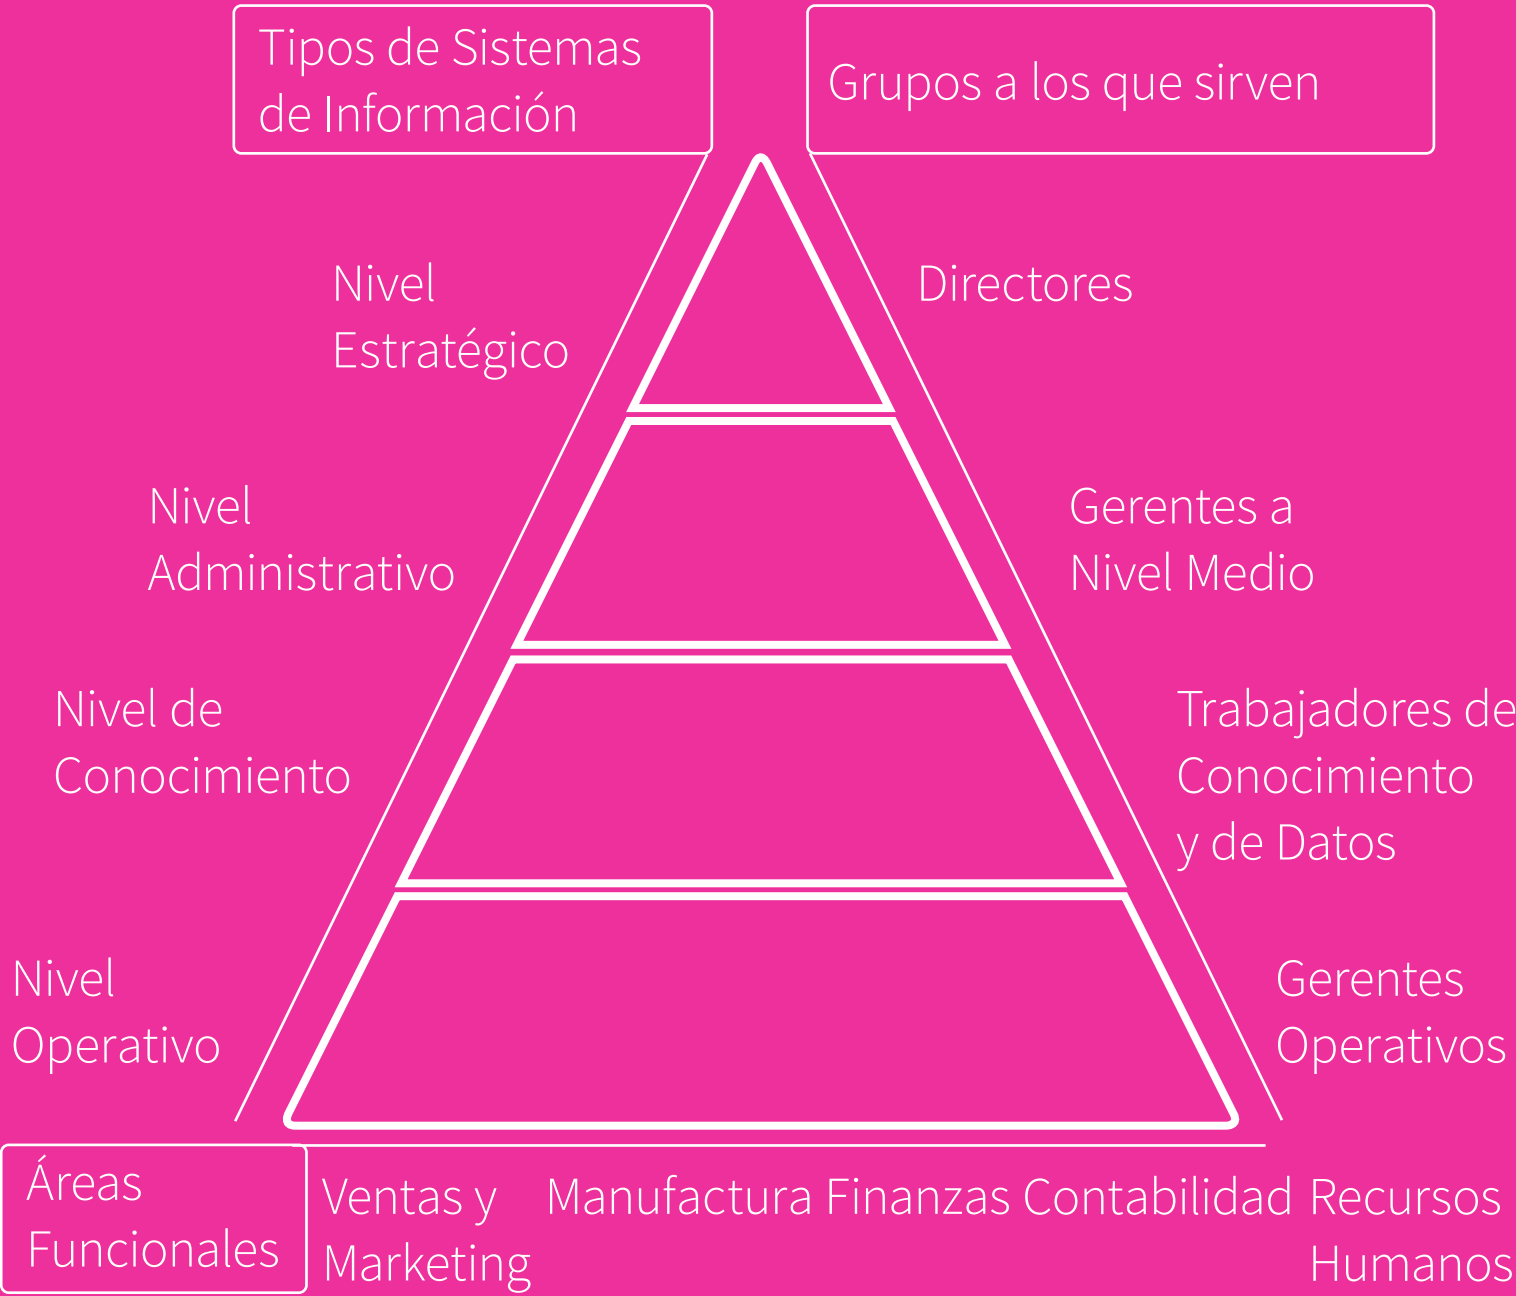 Tipos de Sistemas
de Información
Grupos a los que sirven
Nivel
Estratégico
Directores
Nivel
Administrativo
Gerentes a
Nivel Medio
Nivel de
Conocimiento
Trabajadores de
Conocimiento
y de Datos
Nivel
Operativo
Gerentes
Operativos
Áreas
Funcionales
Ventas y
Marketing
Manufactura
Finanzas
Contabilidad
Recursos
Humanos